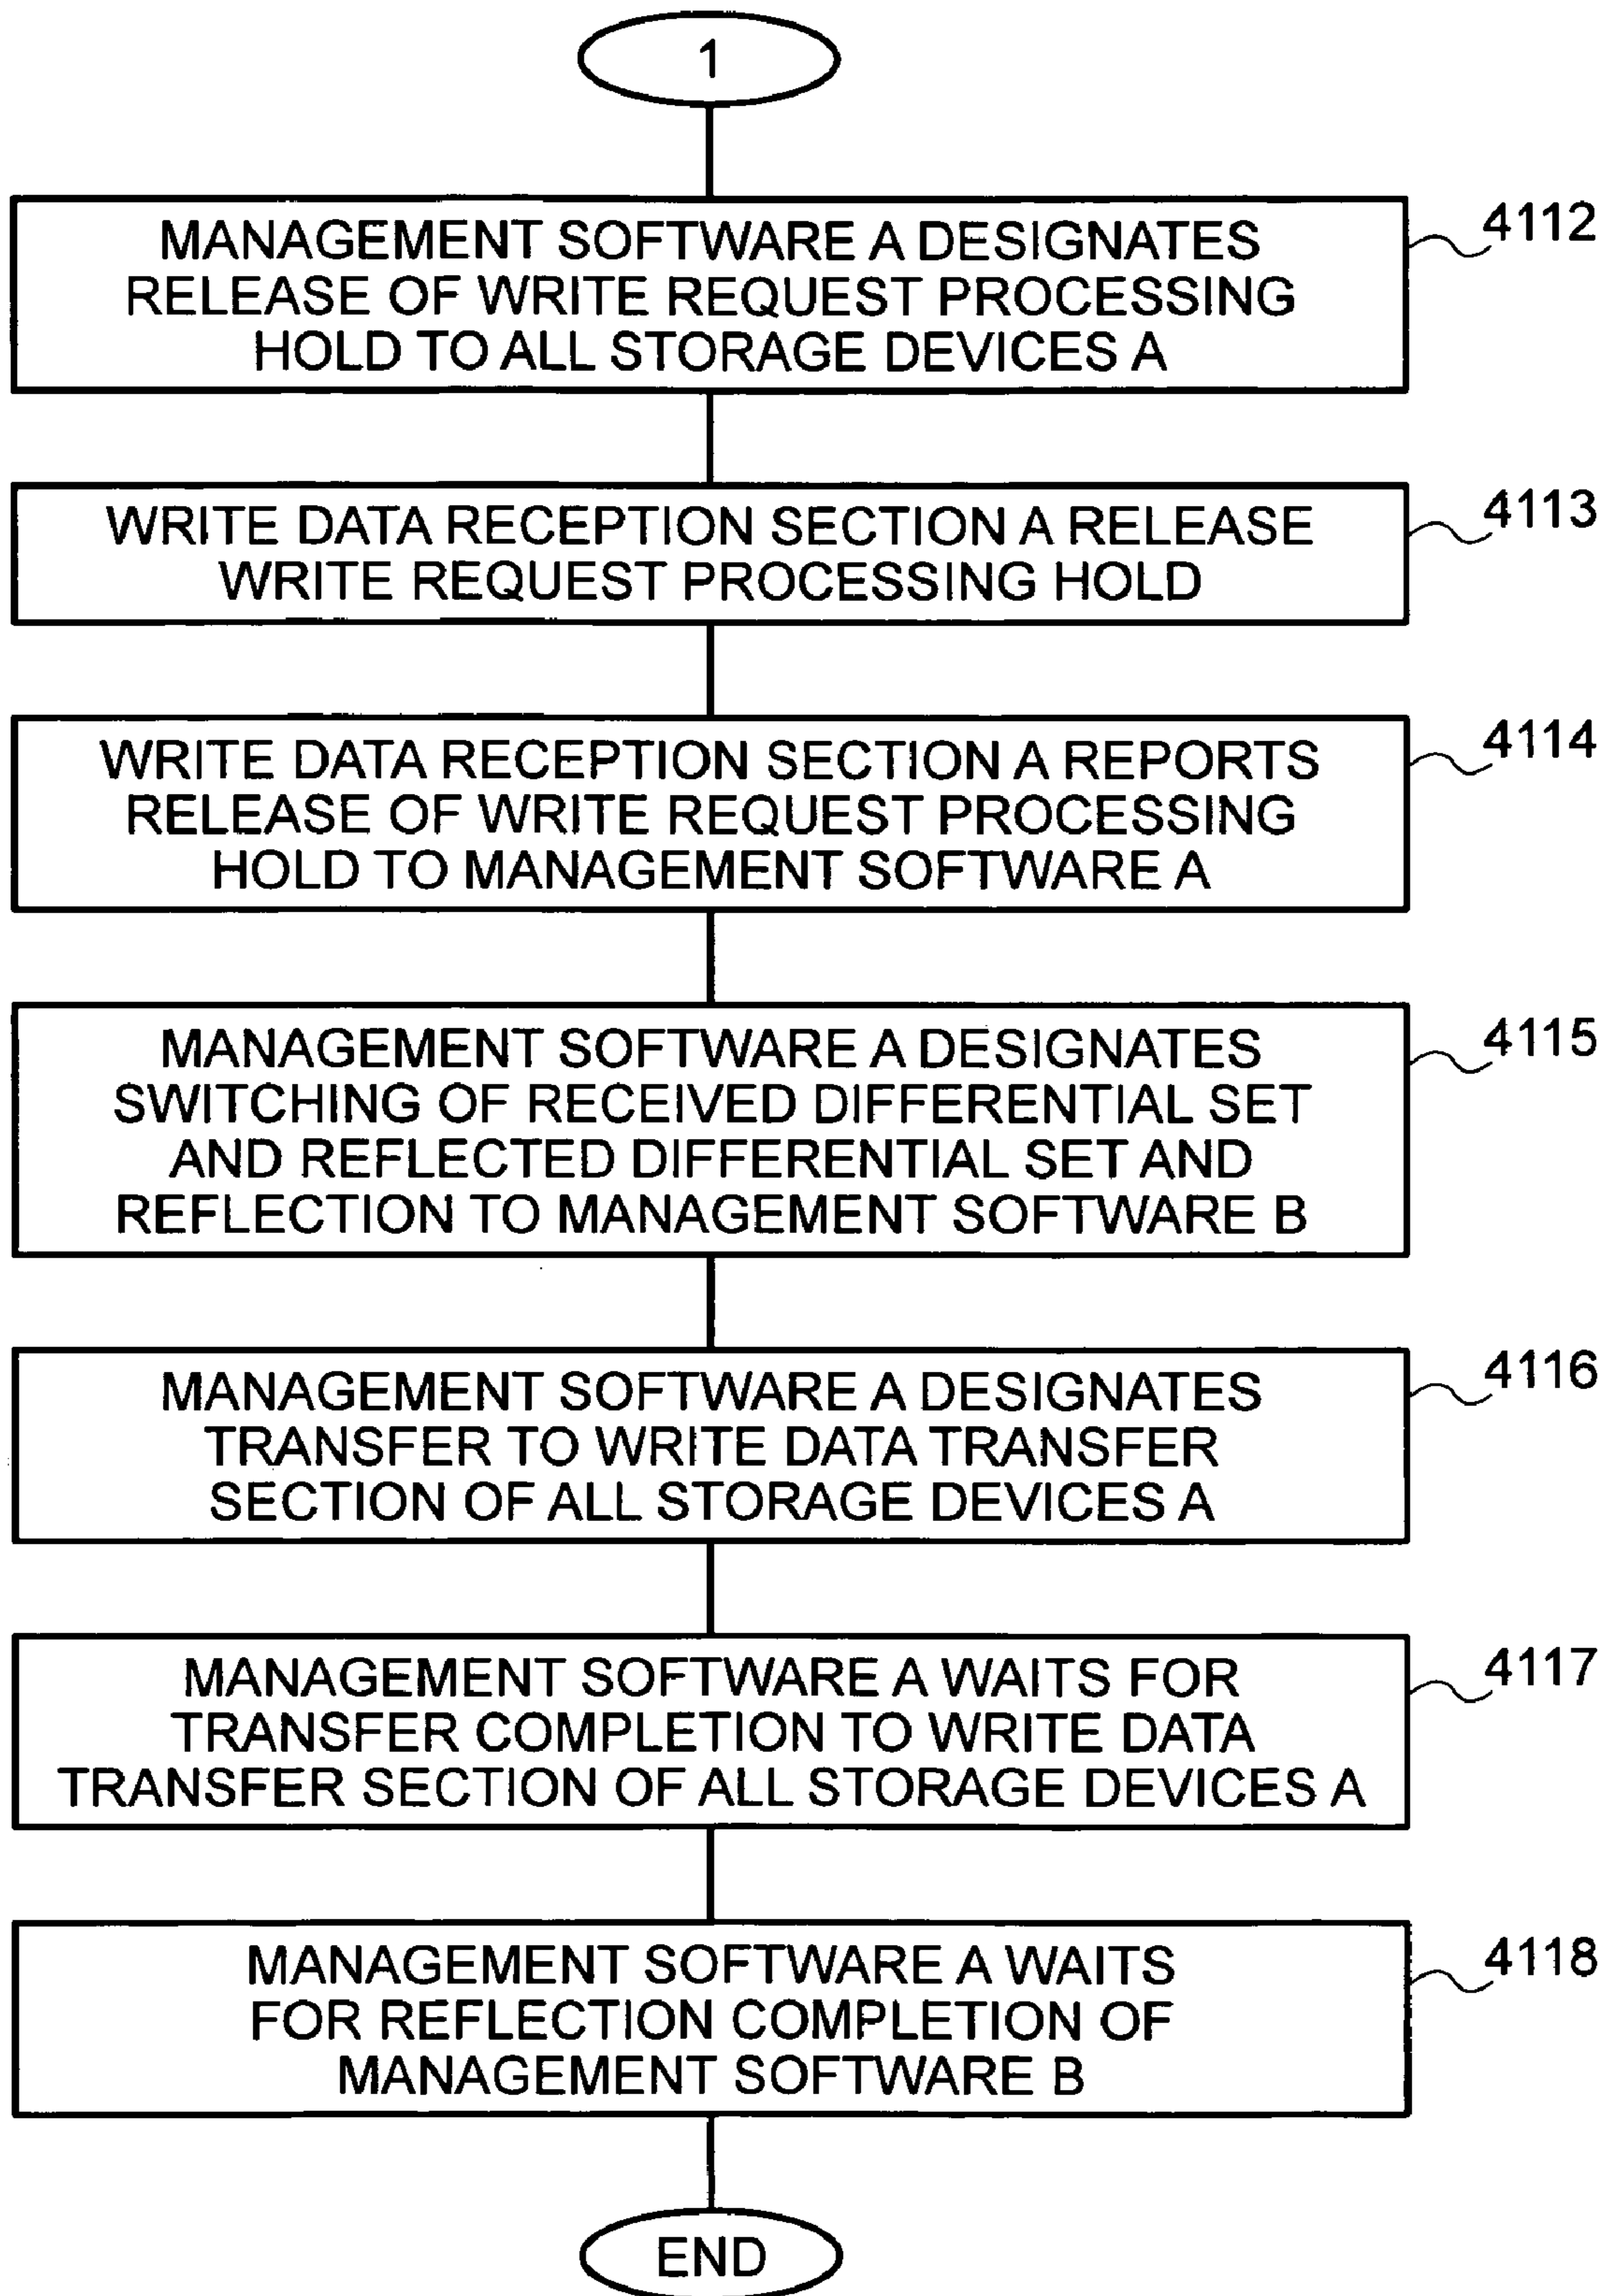 1
MANAGEMENT SOFTWARE A DESIGNATES
RELEASE OF WRITE REQUEST PROCESSING
HOLD TO ALL STORAGE DEVICES A
4112
WRITE DATA RECEPTION SECTION A RELEASE
WRITE REQUEST PROCESSING HOLD
4113
WRITE DATA RECEPTION SECTION A REPORTS
RELEASE OF WRITE REQUEST PROCESSING
HOLD TO MANAGEMENT SOFTWARE A
4114
MANAGEMENT SOFTWARE A DESIGNATES
SWITCHING OF RECEIVED DIFFERENTIAL SET
AND REFLECTED DIFFERENTIAL SET AND
REFLECTION TO MANAGEMENT SOFTWARE B
4115
MANAGEMENT SOFTWARE A DESIGNATES
TRANSFER TO WRITE DATA TRANSFER
SECTION OF ALL STORAGE DEVICES A
4116
MANAGEMENT SOFTWARE A WAITS FOR
TRANSFER COMPLETION TO WRITE DATA
TRANSFER SECTION OF ALL STORAGE DEVICES A
4117
MANAGEMENT SOFTWARE A WAITS
FOR REFLECTION COMPLETION OF
MANAGEMENT SOFTWARE B
4118
END